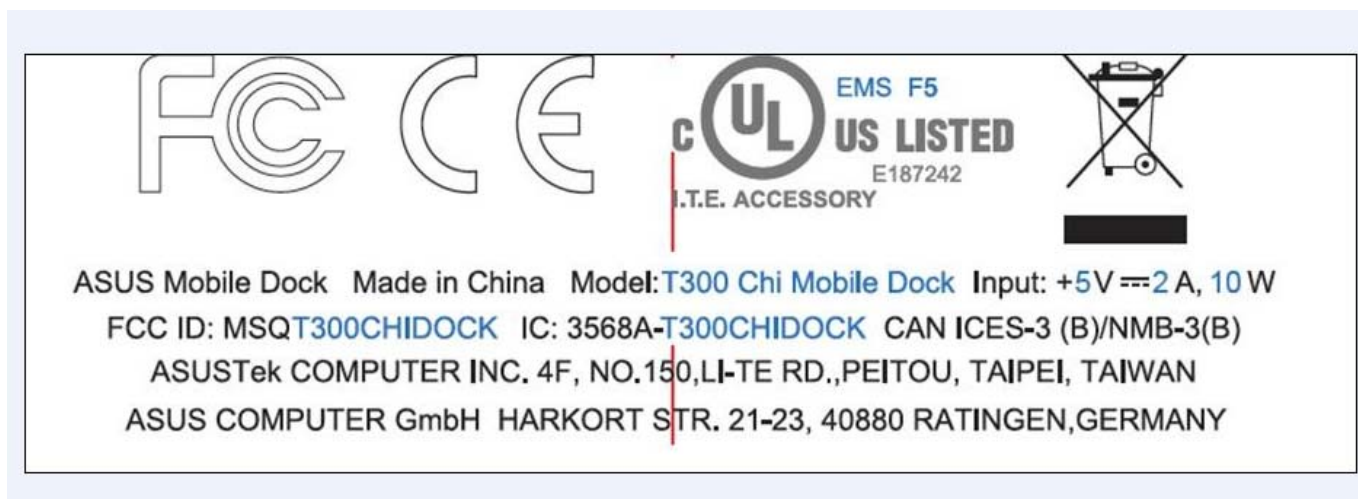 FC CE
C UL US LISTED EMS F5
E187242
I.T.E. ACCESSORY
ASUS Mobile Dock Made in China Model:T300 Chi Mobile Dock Input: +5V ⎓2 A, 10 W
FCC ID: MSQT300CHIDOCK IC: 3568A-T300CHIDOCK CAN ICES-3 (B)/NMB-3(B)
ASUSTek COMPUTER INC. 4F, NO.150,LI-TE RD.,PEITOU, TAIPEI, TAIWAN
ASUS COMPUTER GmbH HARKORT STR. 21-23, 40880 RATINGEN,GERMANY